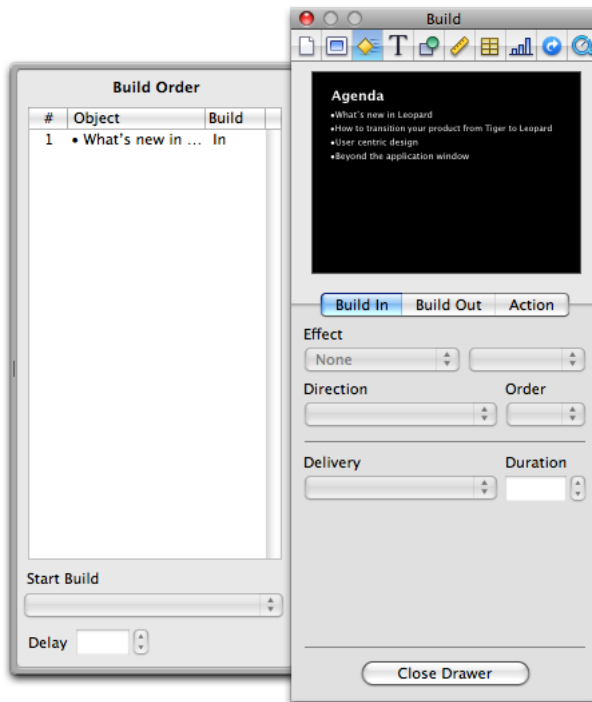 Build
T
Build Order
# Object Build
1 • What's new in ... In
Start Build
Delay
Agenda
•What's new in Leopard
•How to transition your product from Tiger to Leopard
•User centric design
•Beyond the application window
Build In Build Out Action
Effect
None
Direction Order
Delivery Duration
Close Drawer